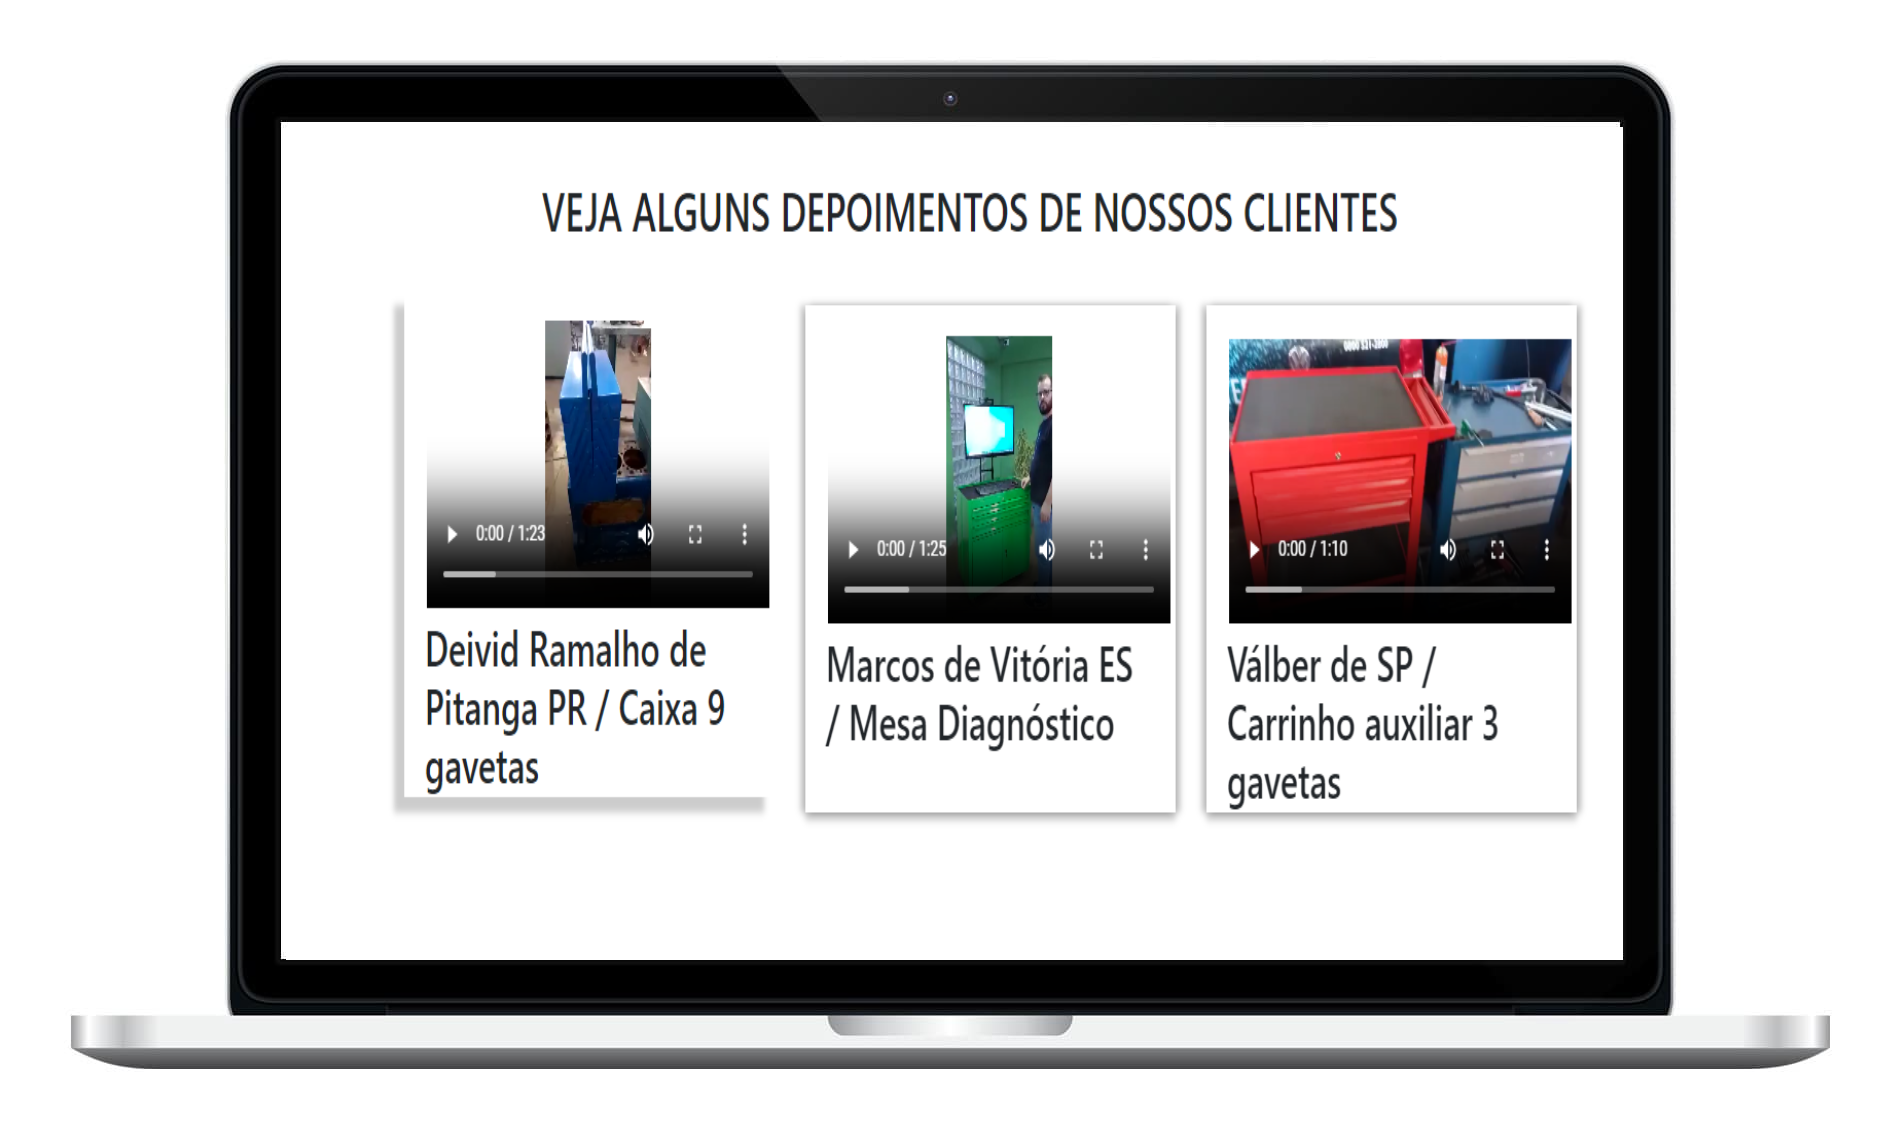 VEJA ALGUNS DEPOIMENTOS DE NOSSOS CLIENTES
0:00 / 1:23
Deivid Ramalho de
Pitanga PR / Caixa 9
gavetas
0:00 / 1:25
Marcos de Vitória ES
/ Mesa Diagnóstico
0:00 / 1:10
Válber de SP /
Carrinho auxiliar 3
gavetas